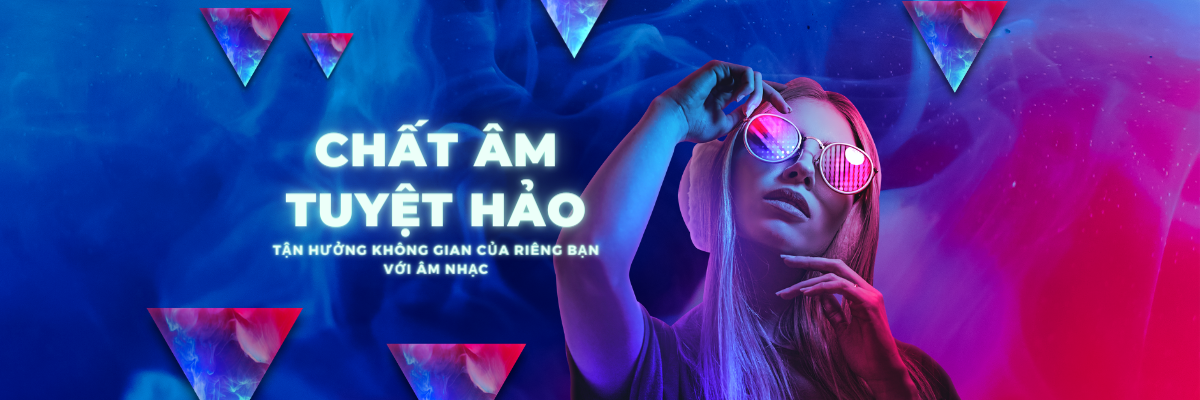 CHẤT ÂM
TUYỆT HẢO
TẬN HƯỞNG KHÔNG GIAN CỦA RIÊNG BẠN
VỚI ÂM NHẠC